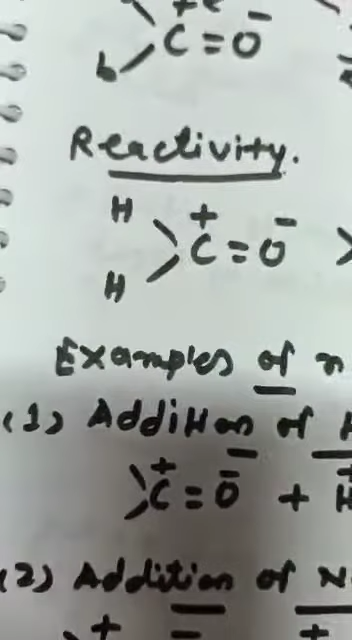 b >C=O
+ -
Reactivity.
H + -
>C=O >
H
Examples of
(1) Addition of H
+ - +
>C=O + H
(2) Addition of N
+